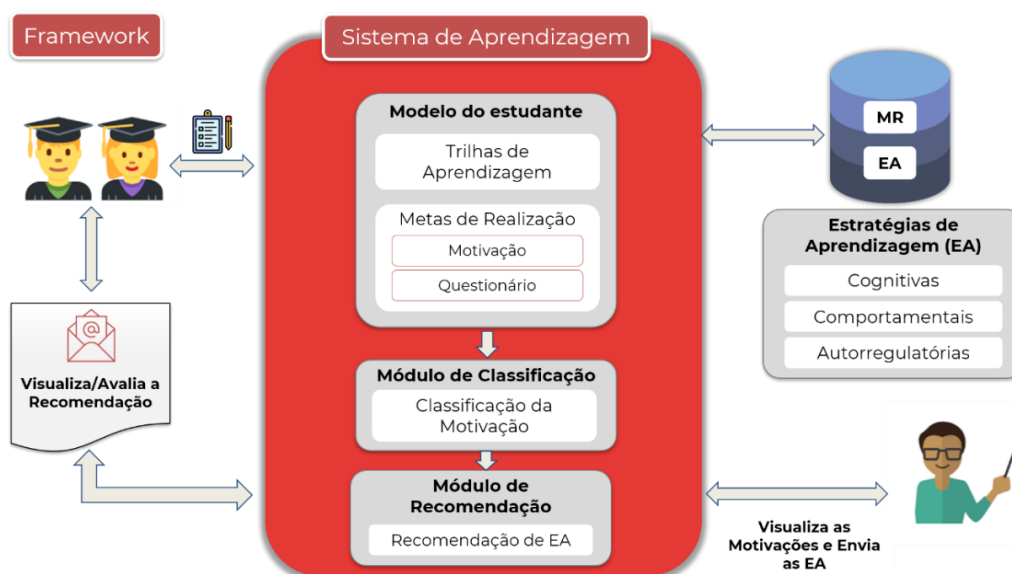 Framework
Sistema de Aprendizagem
Modelo do estudante
Trilhas de
Aprendizagem
Metas de Realização
Motivação
Questionário
MR
EA
Estratégias de
Aprendizagem (EA)
Cognitivas
Comportamentais
Autorregulatórias
@
Visualiza/Avalia a
Recomendação
Módulo de Classificação
Classificação da
Motivação
Módulo de
Recomendação
Recomendação de EA
Visualiza as
Motivações e Envia
as EA